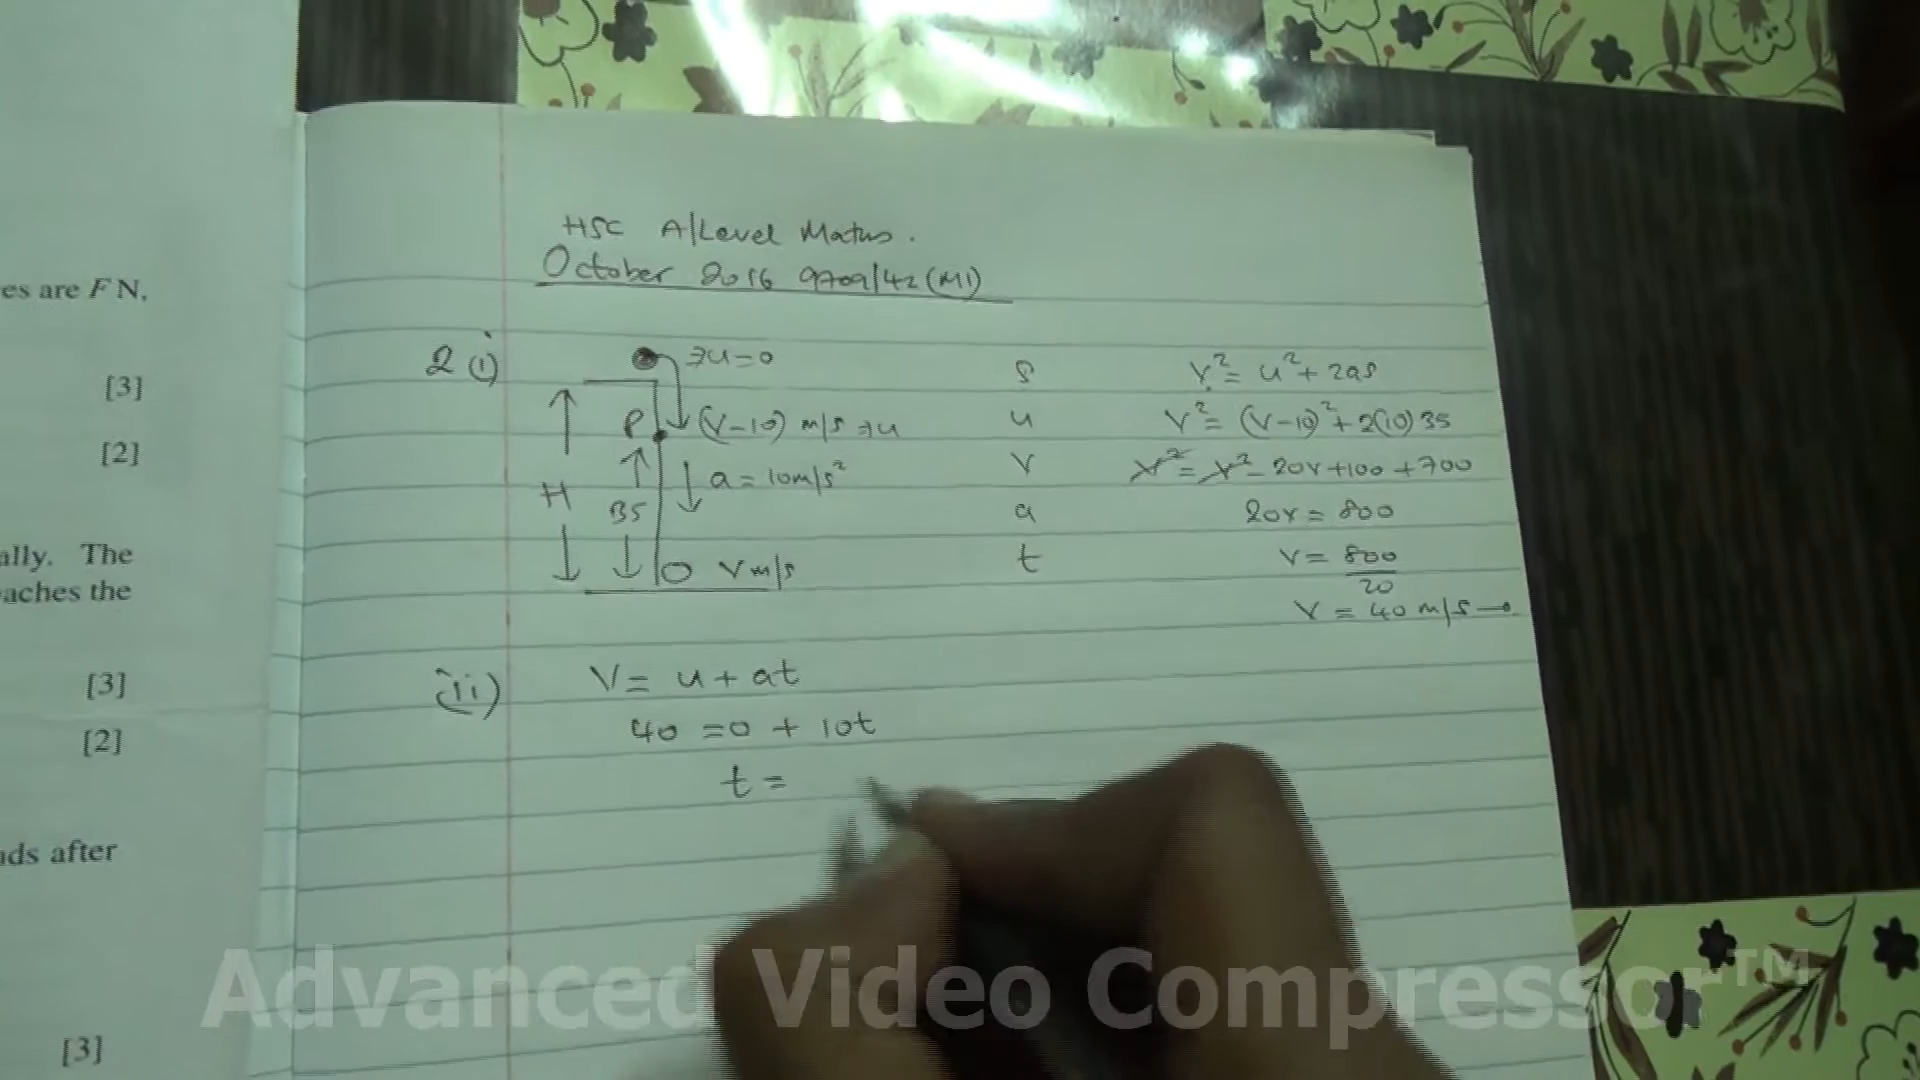 es are F N,
[3]
[2]
ally. The
aches the
[3]
[2]
nds after
[3]
HSC A/Level Maths.
October 2016 9709/42 (M1)
2 (i)
u=0
P (V-10) m/s =u
a = 10m/s²
H
35
0 V m/s
s
u
v
a
t
V² = u² + 2as
V² = (V-10)² + 2(10)35
V² = V² - 20V+100 + 700
20V = 800
V = 800
20
V = 40 m/s
(ii) V = u + at
40 = 0 + 10t
t =
Advanced Video Compressor™